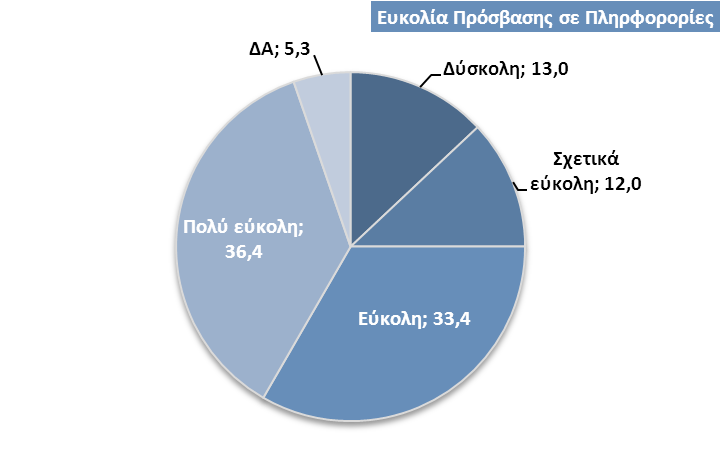 Ευκολία Πρόσβασης σε Πληρφορορίες
ΔΑ; 5,3
Δύσκολη; 13,0
Σχετικά
εύκολη; 12,0
Πολύ εύκολη;
36,4
Εύκολη; 33,4